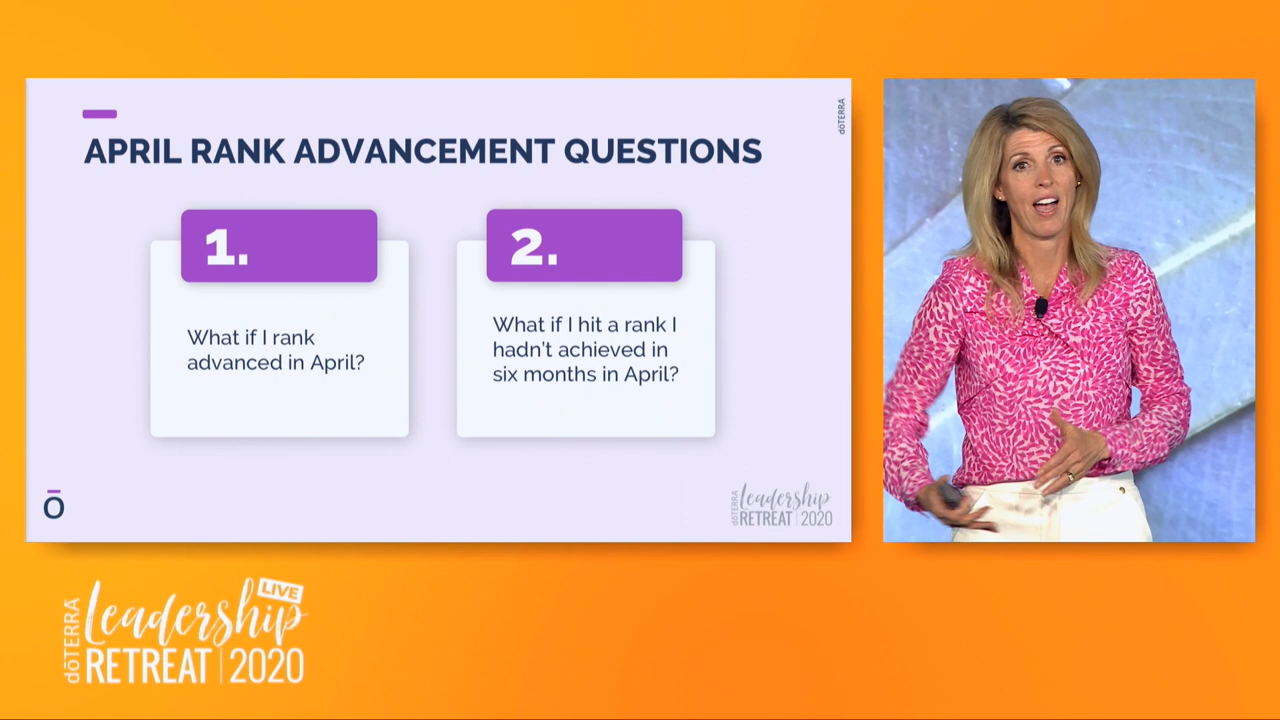 dōTERRA
APRIL RANK ADVANCEMENT QUESTIONS
1.
What if I rank
advanced in April?
2.
What if I hit a rank I
hadn't achieved in
six months in April?
ō
dōTERRA
Leadership
RETREAT | 2020
dōTERRA
Leadership
LIVE
RETREAT | 2020